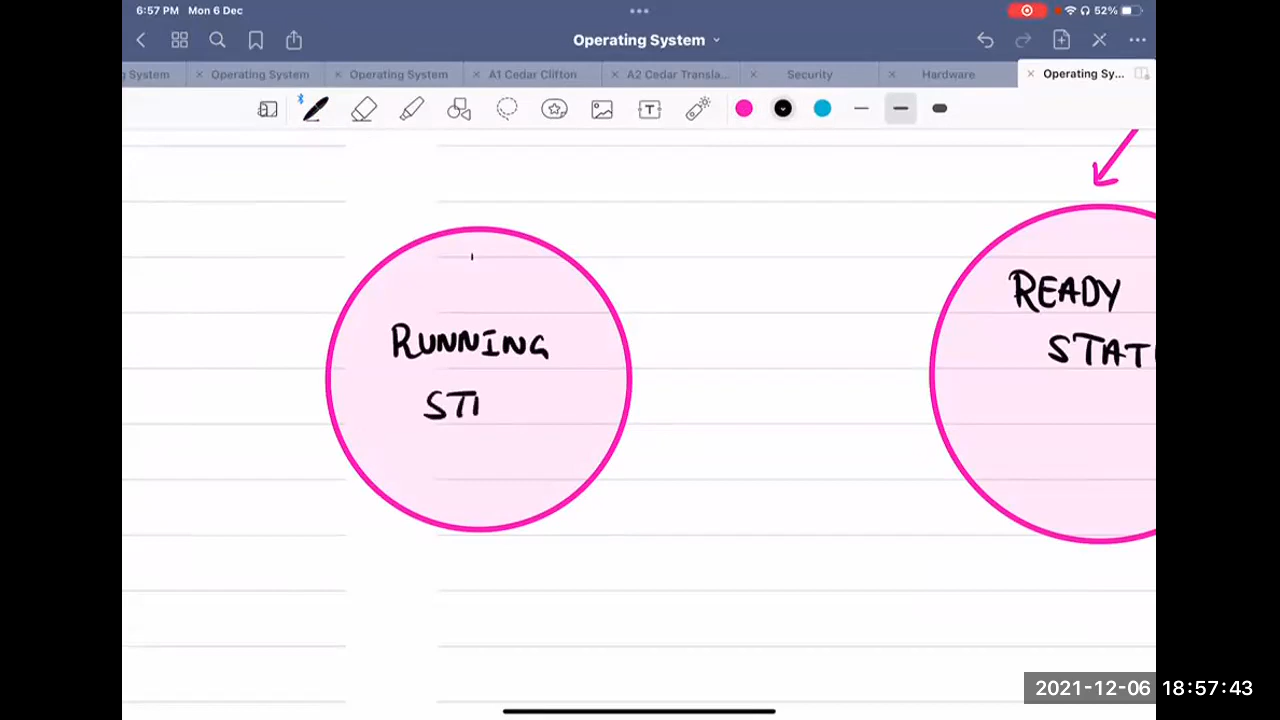 6:57 PM Mon 6 Dec
52%
Operating System
g System
Operating System
Operating System
A1 Cedar Clifton
A2 Cedar Transla...
Security
Hardware
Operating Sy...
T
RUNNING
ST
READY
STAT
2021-12-06 18:57:43